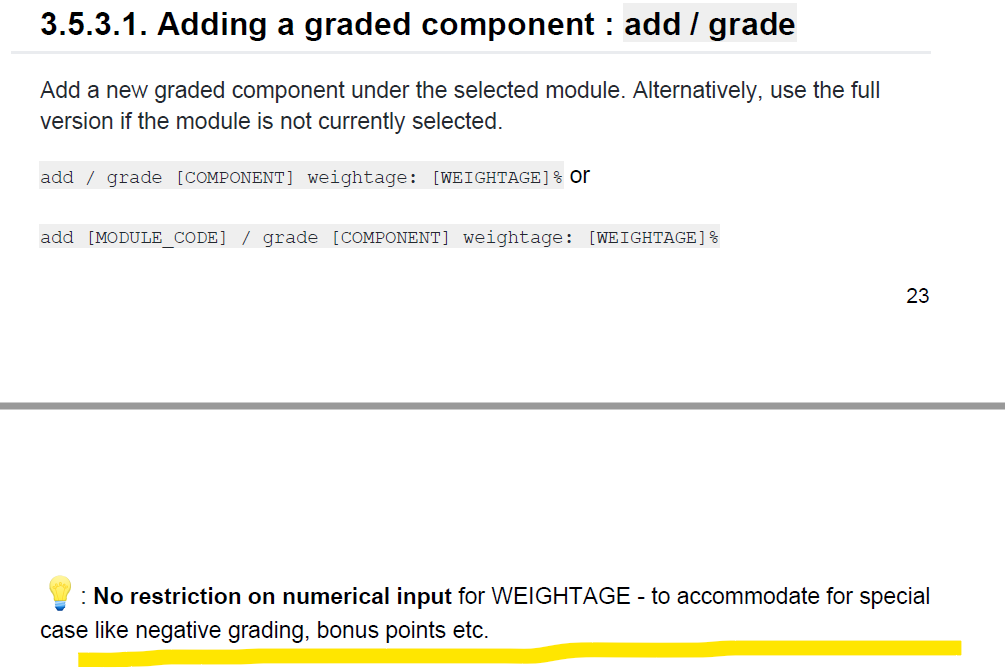 3.5.3.1. Adding a graded component : add / grade
Add a new graded component under the selected module. Alternatively, use the full
version if the module is not currently selected.
add / grade [COMPONENT] weightage: [WEIGHTAGE]% or
add [MODULE_CODE] / grade [COMPONENT] weightage: [WEIGHTAGE]%
23
: No restriction on numerical input for WEIGHTAGE - to accommodate for special
case like negative grading, bonus points etc.